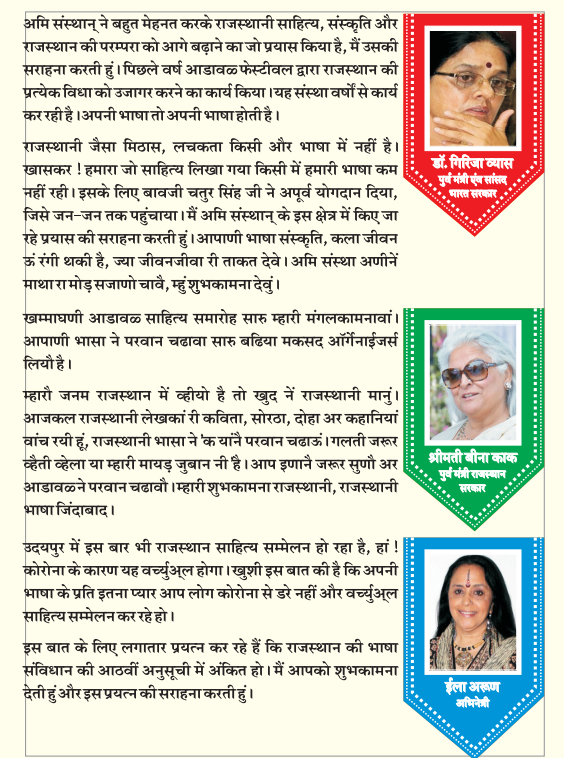 अमि संस्थान् ने बहुत मेहनत करके राजस्थानी साहित्य, संस्कृति और
राजस्थान की परम्परा को आगे बढ़ाने का जो प्रयास किया है, मैं उसकी
सराहना करती हुं। पिछले वर्ष आडावळ फेस्टीवल द्वारा राजस्थान की
प्रत्येक विधा को उजागर करने का कार्य किया। यह संस्था वर्षो से कार्य
कर रही है। अपनी भाषा तो अपनी भाषा होती है।
राजस्थानी जैसा मिठास, लचकता किसी और भाषा में नहीं है।
खासकर ! हमारा जो साहित्य लिखा गया किसी में हमारी भाषा कम
नहीं रही। इसके लिए बावजी चतुर सिंह जी ने अपूर्व योगदान दिया,
जिसे जन-जन तक पहुंचाया। मैं अमि संस्थान् के इस क्षेत्र में किए जा
रहे प्रयास की सराहना करती हुं। आपाणी भाषा संस्कृति, कला जीवन
ऊं रंगी थकी है, ज्या जीवनजीवा री ताकत देवे। अमि संस्था अणीनें
माथा रा मोड़ सजाणो चावै, म्हुं शुभकामना देवुं।
डॉ. गिरिजा व्यास
पुर्व मंत्री एंव सांसद
भारत सरकार
खम्माघणी आडावळ साहित्य समारोह सारु म्हारी मंगलकामनावां।
आपाणी भासा ने परवान चढावा सारु बढिया मकसद ऑर्गेनाईजर्स
लियौ है।
म्हारौ जनम राजस्थान में व्हीयो है तो खुद नें राजस्थानी मानुं।
आजकल राजस्थानी लेखकां री कविता, सोरठा, दोहा अर कहानियां
वांच रयी हूं, राजस्थानी भासा ने 'क यांनै परवान चढाऊं। गलती जरूर
व्हैती व्हेला या म्हारी मायड़ जुबान नी है। आप इणानै जरूर सुणौ अर
आडावळ ने परवान चढावौ। म्हारी शुभकामना राजस्थानी, राजस्थानी
भाषा जिंदाबाद।
श्रीमती बीना काक
पुर्व मंत्री राजस्थान
सरकार
उदयपुर में इस बार भी राजस्थान साहित्य सम्मेलन हो रहा है, हां !
कोरोना के कारण यह वर्च्युअ्ल होगा। खुशी इस बात की है कि अपनी
भाषा के प्रति इतना प्यार आप लोग कोरोना से डरे नहीं और वर्च्युअ्ल
साहित्य सम्मेलन कर रहे हो।
इस बात के लिए लगातार प्रयत्न कर रहे हैं कि राजस्थान की भाषा
संविधान की आठवीं अनुसूची में अंकित हो। मैं आपको शुभकामना
देती हुं और इस प्रयत्न की सराहना करती हुं।
ईला अरूण
अभिनेत्री